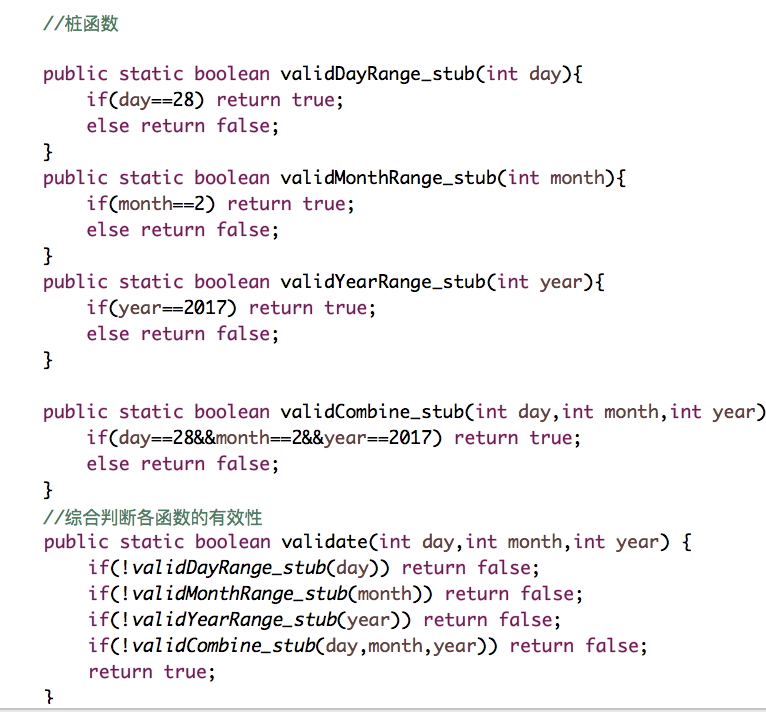 //桩函数
public static boolean validDayRange_stub(int day){
if(day==28) return true;
else return false;
}
public static boolean validMonthRange_stub(int month){
if(month==2) return true;
else return false;
}
public static boolean validYearRange_stub(int year){
if(year==2017) return true;
else return false;
}
public static boolean validCombine_stub(int day,int month,int year)
if(day==28&&month==2&&year==2017) return true;
else return false;
}
//综合判断各函数的有效性
public static boolean validate(int day,int month,int year) {
if(!validDayRange_stub(day)) return false;
if(!validMonthRange_stub(month)) return false;
if(!validYearRange_stub(year)) return false;
if(!validCombine_stub(day,month,year)) return false;
return true;
}